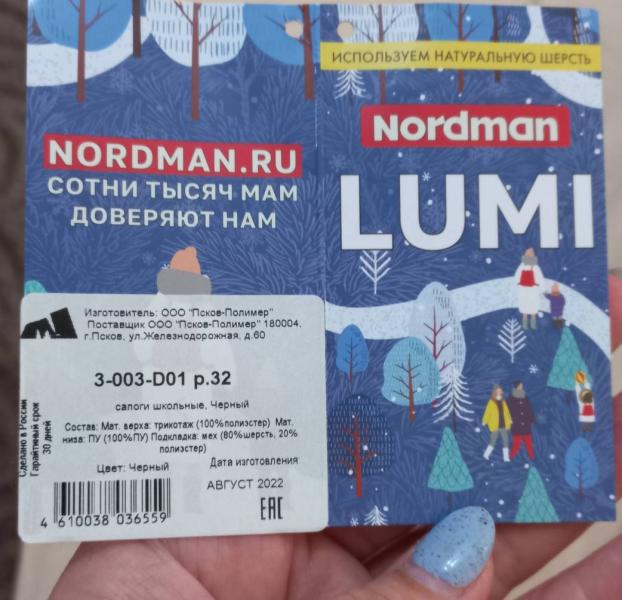 NORDMAN.RU
СОТНИ ТЫСЯЧ МАМ
ДОВЕРЯЮТ НАМ
Изготовитель: ООО "Псков-Полимер"
Поставщик ООО "Псков-Полимер" 180004,
г.Псков, ул.Железнодорожная, д.60
3-003-D01 р.32
сапоги школьные, Черный
Состав: Мат. верха: трикотаж (100%полиэстер) Мат.
низа: ПУ (100%ПУ) Подкладка: мех (80%шерсть, 20%
полиэстер)
Цвет: Черный
Дата изготовления
АВГУСТ 2022
4 610038 036559
EAC
Сделано в России
Гарантийный срок
30 дней
ИСПОЛЬЗУЕМ НАТУРАЛЬНУЮ ШЕРСТЬ
Nordman
LUMI